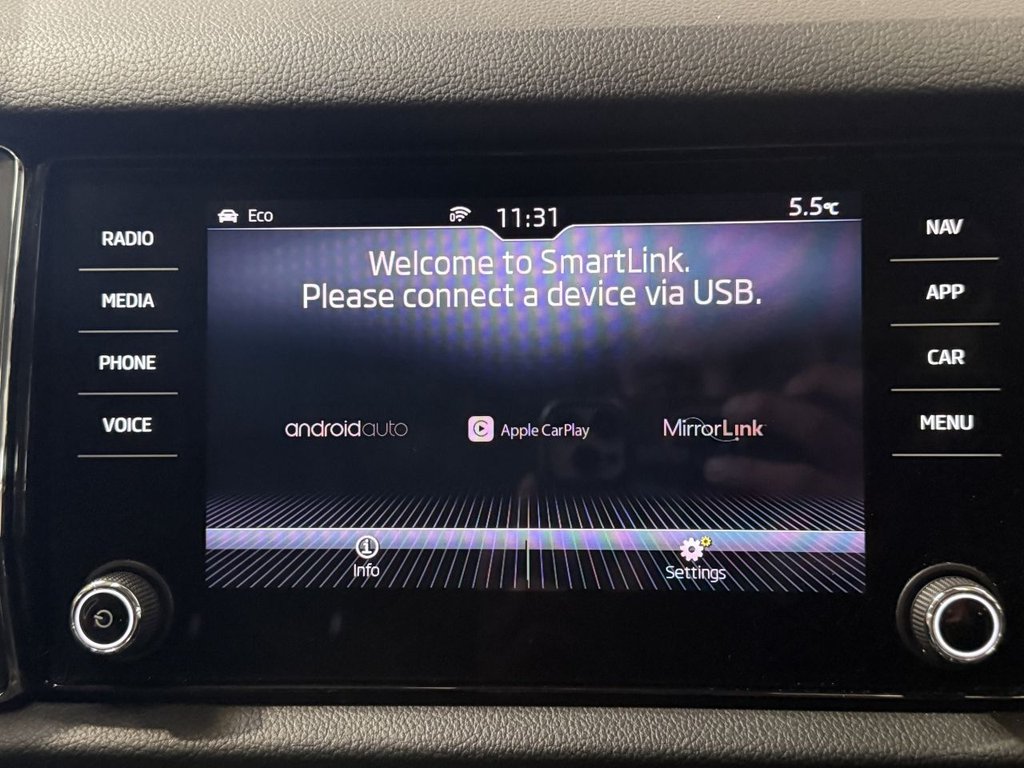 Eco
11:31
5.5°C
RADIO
MEDIA
PHONE
VOICE
Welcome to SmartLink.
Please connect a device via USB.
androidauto
Apple CarPlay
MirrorLink
Info
Settings
NAV
APP
CAR
MENU